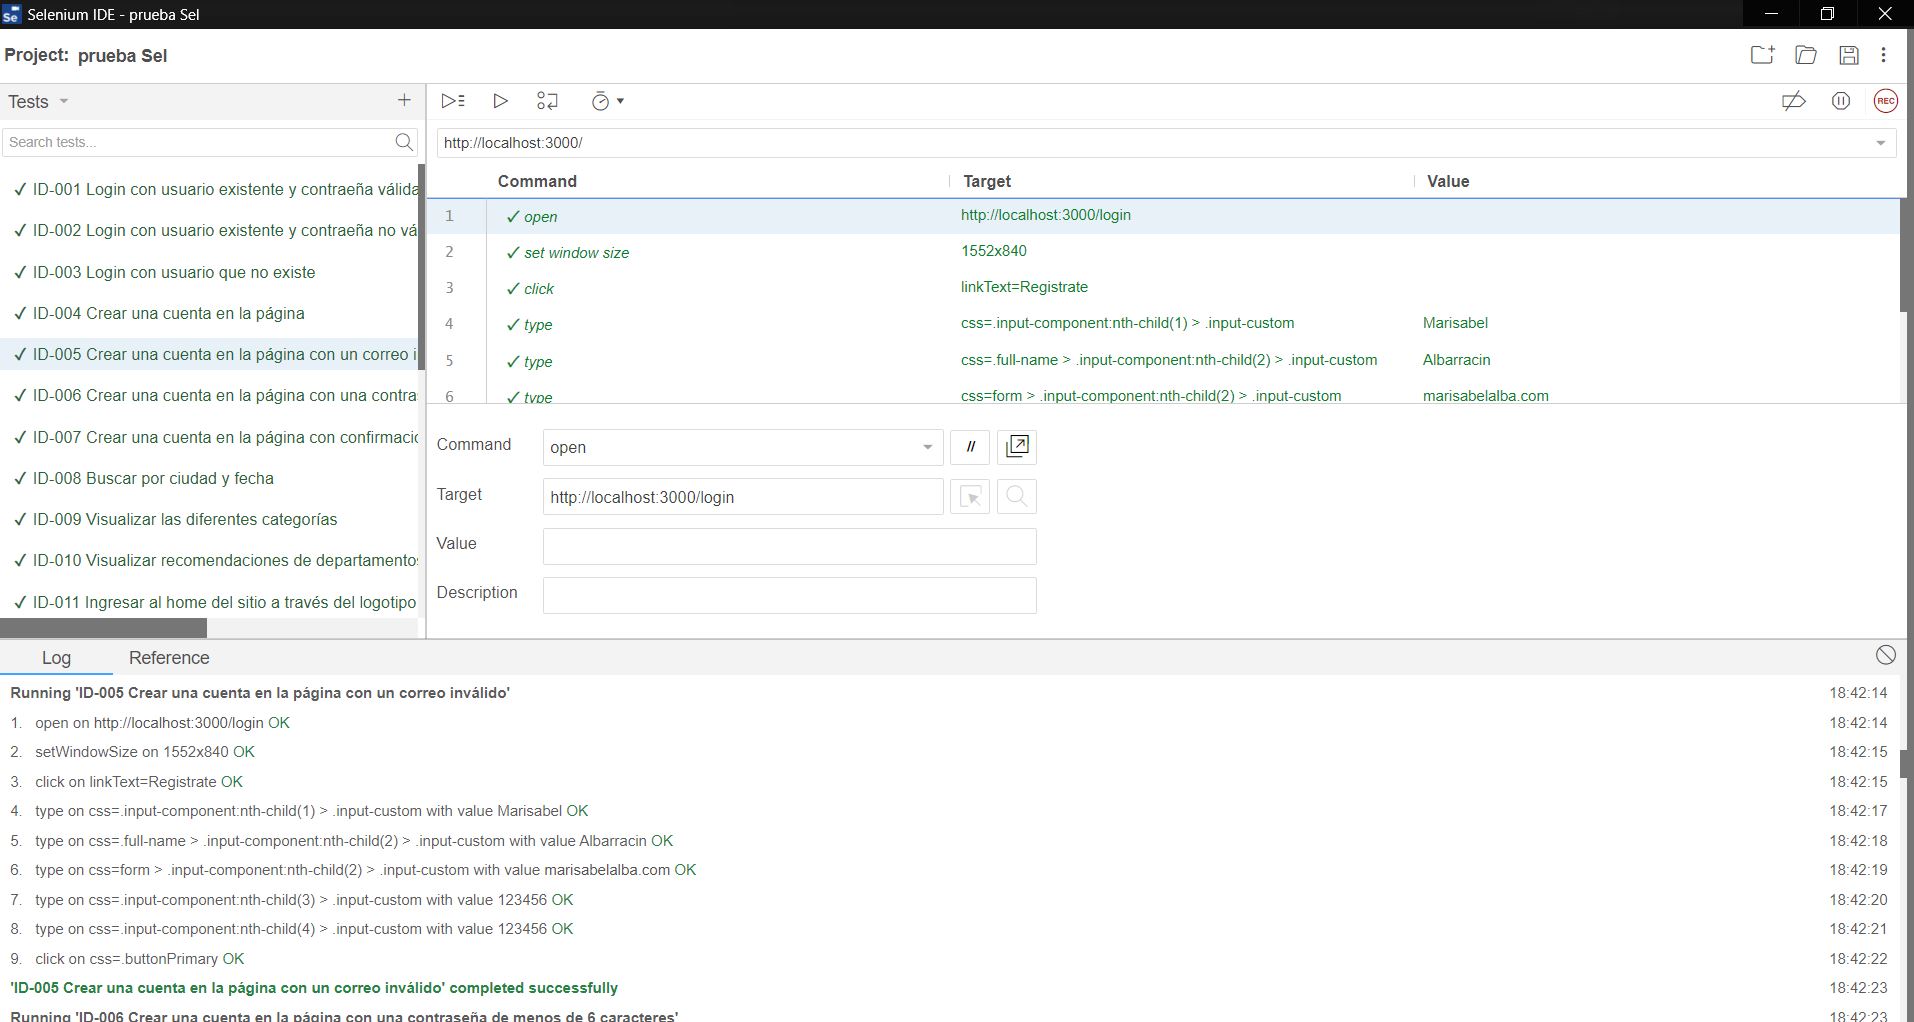 Selenium IDE - prueba Sel
Project: prueba Sel
Tests
Search tests...
✓ ID-001 Login con usuario existente y contraeña válida
✓ ID-002 Login con usuario existente y contraeña no vá
✓ ID-003 Login con usuario que no existe
✓ ID-004 Crear una cuenta en la página
✓ ID-005 Crear una cuenta en la página con un correo i
✓ ID-006 Crear una cuenta en la página con una contra
✓ ID-007 Crear una cuenta en la página con confirmació
✓ ID-008 Buscar por ciudad y fecha
✓ ID-009 Visualizar las diferentes categorías
✓ ID-010 Visualizar recomendaciones de departamentos
✓ ID-011 Ingresar al home del sitio a través del logotipo
REC
http://localhost:3000/
Command Target Value
1 ✓ open http://localhost:3000/login
2 ✓ set window size 1552x840
3 ✓ click linkText=Registrate
4 ✓ type css=.input-component:nth-child(1) > .input-custom Marisabel
5 ✓ type css=.full-name > .input-component:nth-child(2) > .input-custom Albarracin
6 ✓ type css=form > .input-component:nth-child(2) > .input-custom marisabelalba.com
Command open //
Target http://localhost:3000/login
Value
Description
Log Reference
Running 'ID-005 Crear una cuenta en la página con un correo inválido' 18:42:14
1. open on http://localhost:3000/login OK 18:42:14
2. setWindowSize on 1552x840 OK 18:42:15
3. click on linkText=Registrate OK 18:42:15
4. type on css=.input-component:nth-child(1) > .input-custom with value Marisabel OK 18:42:17
5. type on css=.full-name > .input-component:nth-child(2) > .input-custom with value Albarracin OK 18:42:18
6. type on css=form > .input-component:nth-child(2) > .input-custom with value marisabelalba.com OK 18:42:19
7. type on css=.input-component:nth-child(3) > .input-custom with value 123456 OK 18:42:20
8. type on css=.input-component:nth-child(4) > .input-custom with value 123456 OK 18:42:21
9. click on css=.buttonPrimary OK 18:42:22
'ID-005 Crear una cuenta en la página con un correo inválido' completed successfully 18:42:23
Running 'ID-006 Crear una cuenta en la página con una contraseña de menos de 6 caracteres' 18:42:23